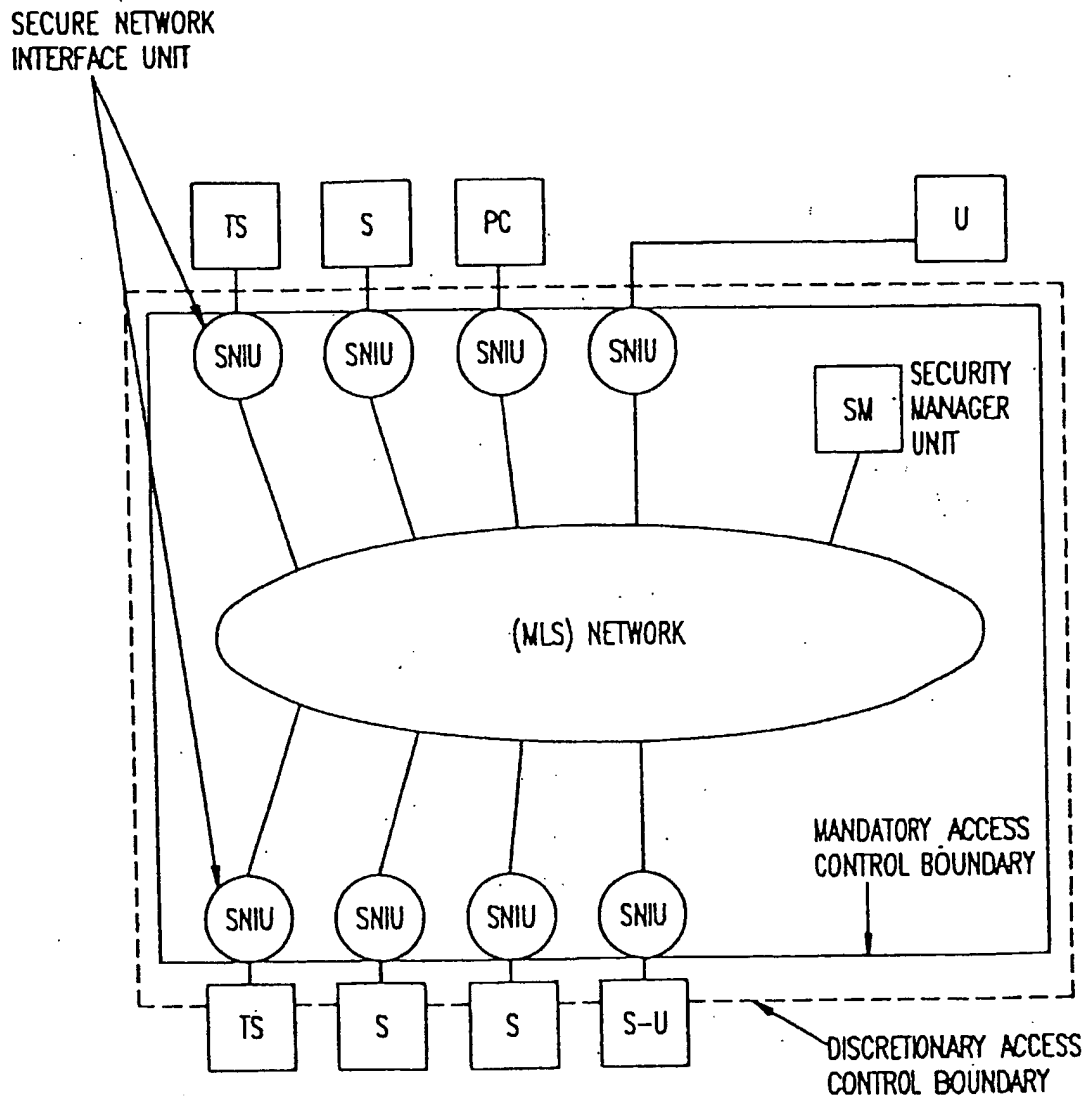 SECURE NETWORK
INTERFACE UNIT
TS
S
PC
U
SNIU
SNIU
SNIU
SNIU
SM
SECURITY
MANAGER
UNIT
(MLS) NETWORK
MANDATORY ACCESS
CONTROL BOUNDARY
SNIU
SNIU
SNIU
SNIU
TS
S
S
S-U
DISCRETIONARY ACCESS
CONTROL BOUNDARY